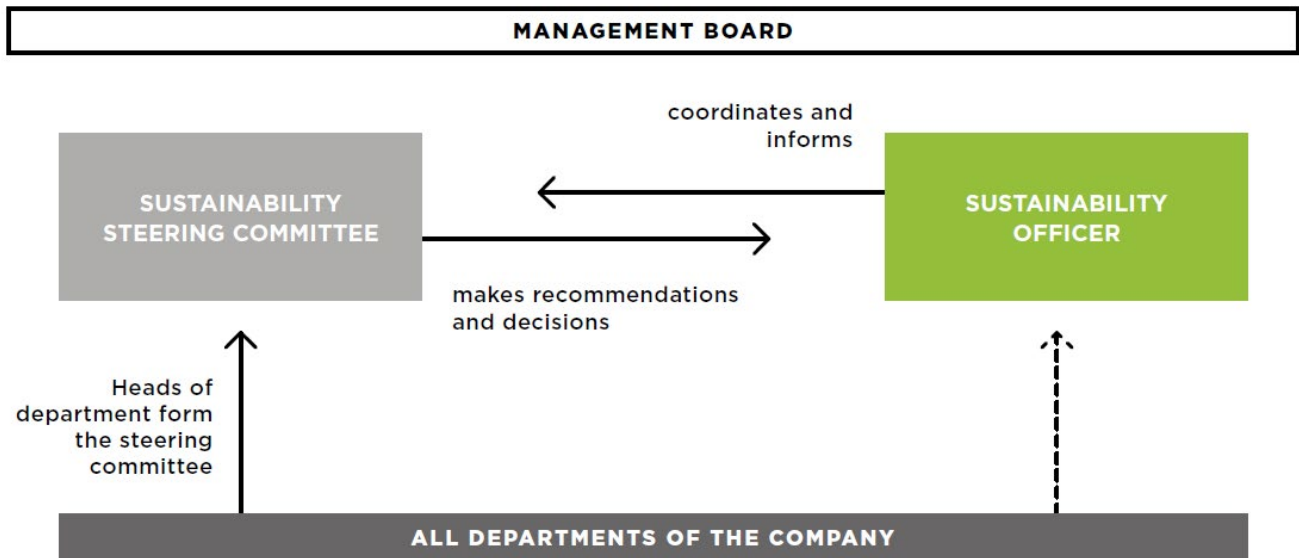 MANAGEMENT BOARD
coordinates and
informs
SUSTAINABILITY
STEERING COMMITTEE
SUSTAINABILITY
OFFICER
makes recommendations
and decisions
Heads of
department form
the steering
committee
ALL DEPARTMENTS OF THE COMPANY